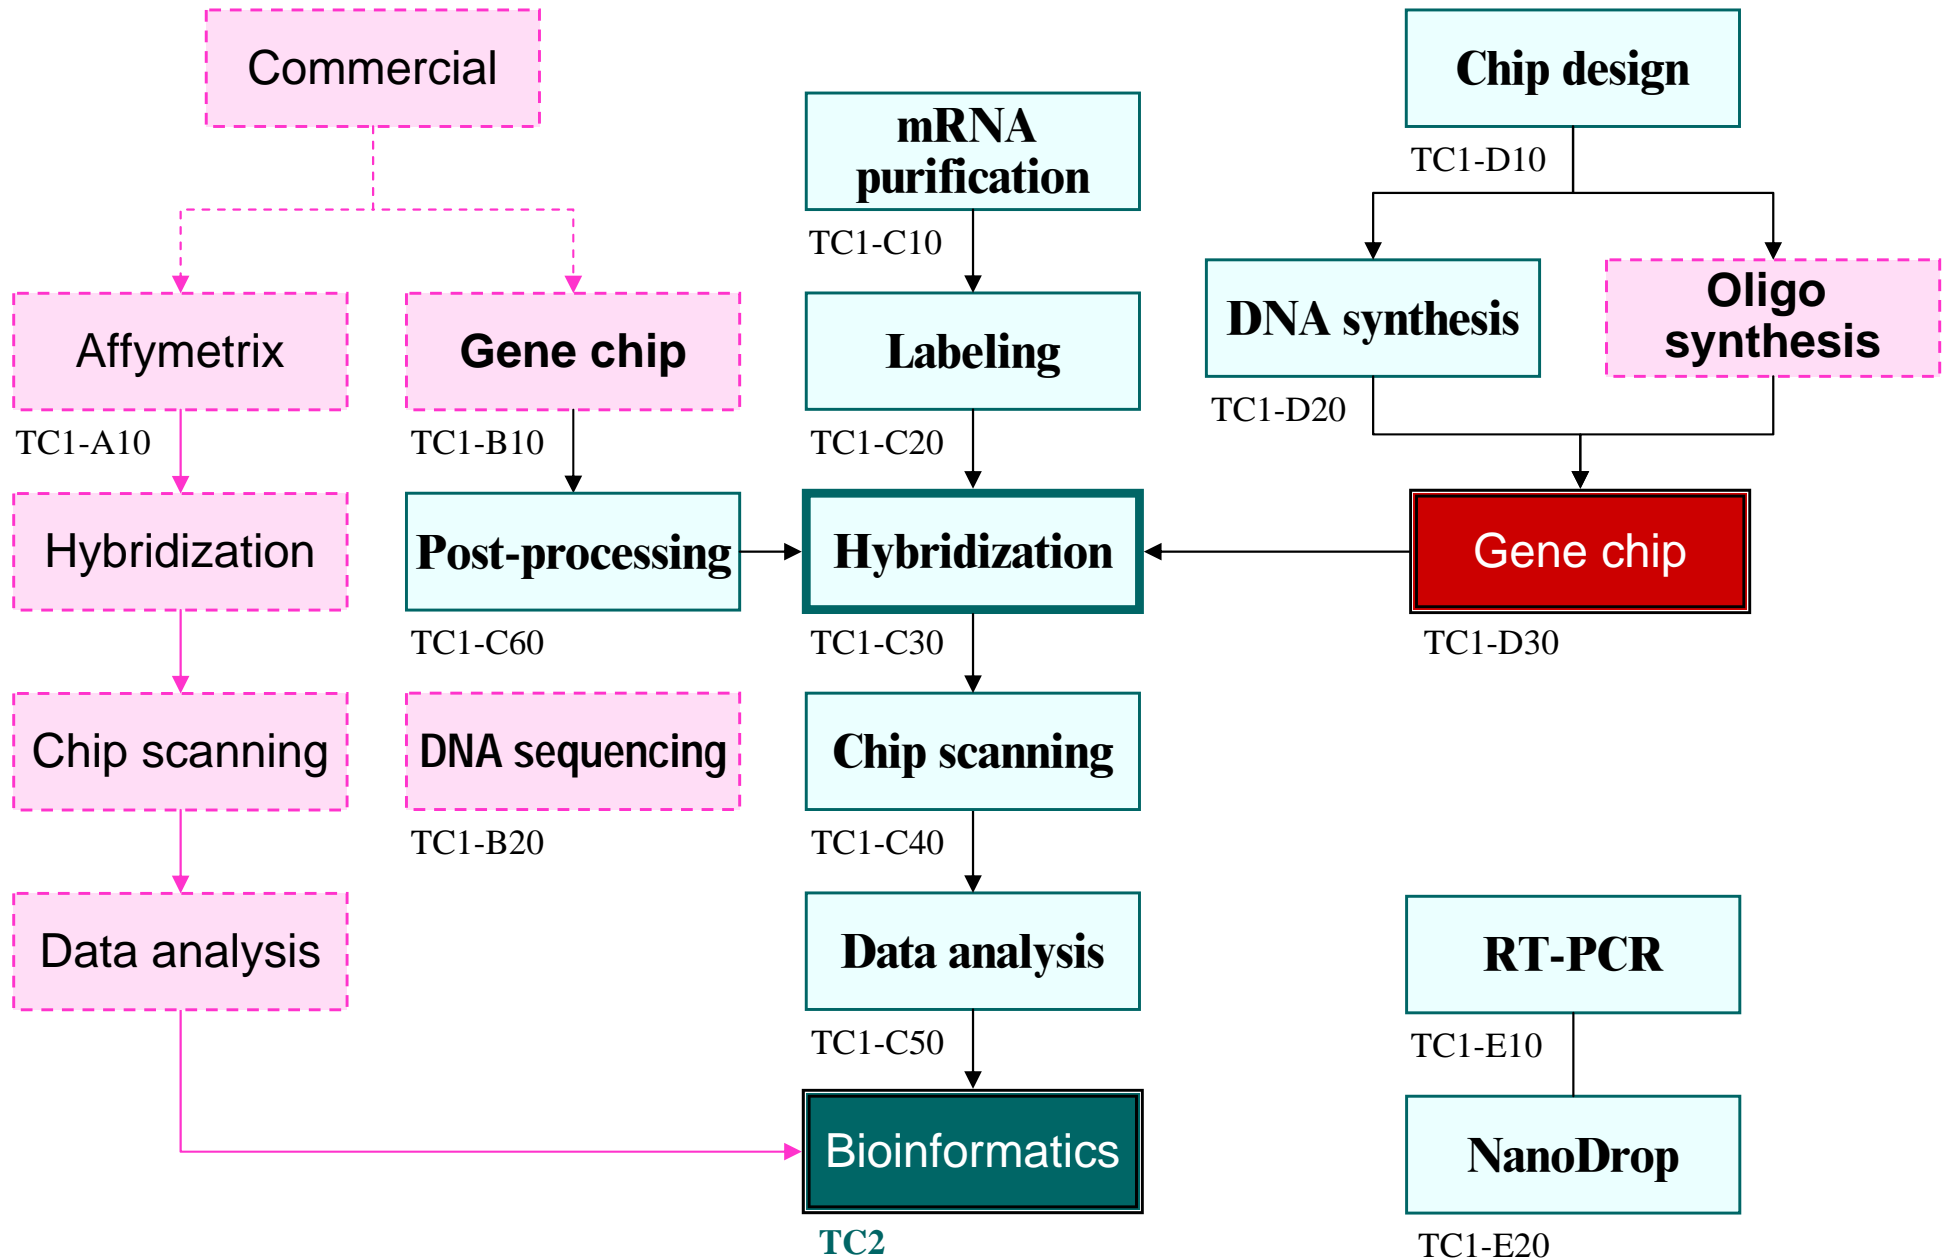 Commercial
Chip design
mRNA
purification
TC1-D10
TC1-C10
Affymetrix
Gene chip
Labeling
DNA synthesis
Oligo
synthesis
TC1-A10
TC1-B10
TC1-C20
TC1-D20
Hybridization
Post-processing
Hybridization
Gene chip
TC1-C60
TC1-C30
TC1-D30
Chip scanning
DNA sequencing
Chip scanning
TC1-B20
TC1-C40
Data analysis
Data analysis
RT-PCR
TC1-C50
TC1-E10
Bioinformatics
NanoDrop
TC2
TC1-E20